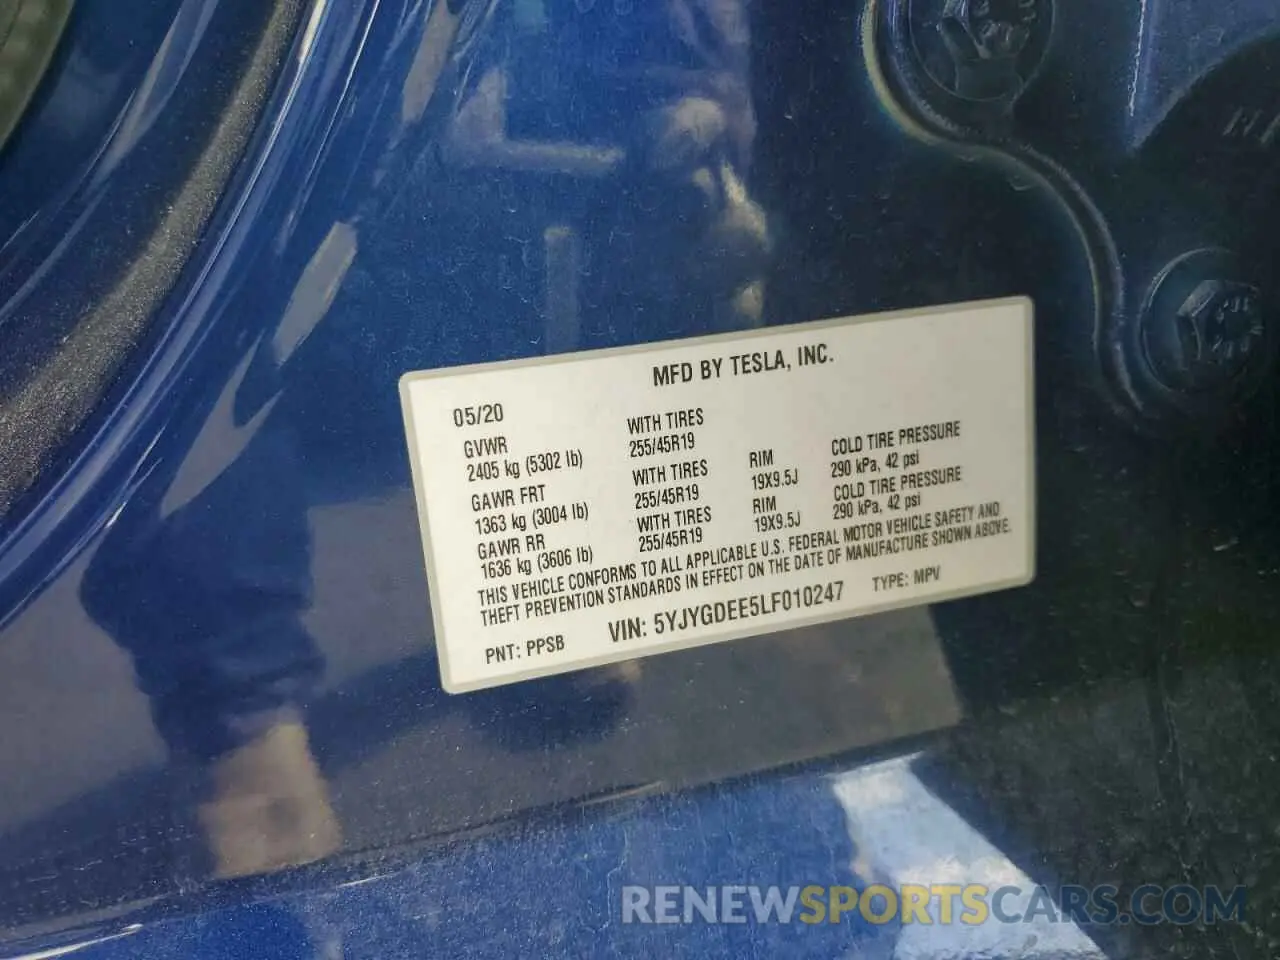 MFD BY TESLA, INC.
05/20
GVWR WITH TIRES
2405 kg (5302 lb) 255/45R19
GAWR FRT WITH TIRES RIM COLD TIRE PRESSURE
1363 kg (3004 lb) 255/45R19 19X9.5J 290 kPa, 42 psi
GAWR RR WITH TIRES RIM COLD TIRE PRESSURE
1636 kg (3606 lb) 255/45R19 19X9.5J 290 kPa, 42 psi
THIS VEHICLE CONFORMS TO ALL APPLICABLE U.S. FEDERAL MOTOR VEHICLE SAFETY AND
THEFT PREVENTION STANDARDS IN EFFECT ON THE DATE OF MANUFACTURE SHOWN ABOVE.
PNT: PPSB VIN: 5YJYGDEE5LF010247 TYPE: MPV
RENEWSPORTSCARS.COM